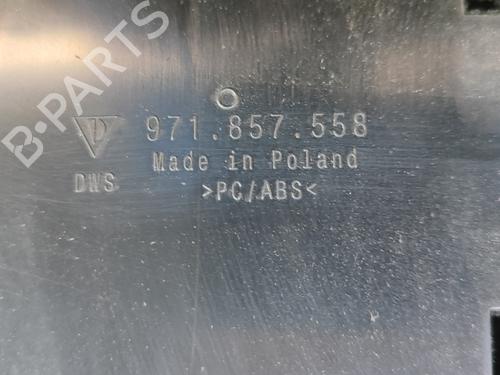 B-PARTS
971.857.558
Made in Poland
DWS >PC/ABS<